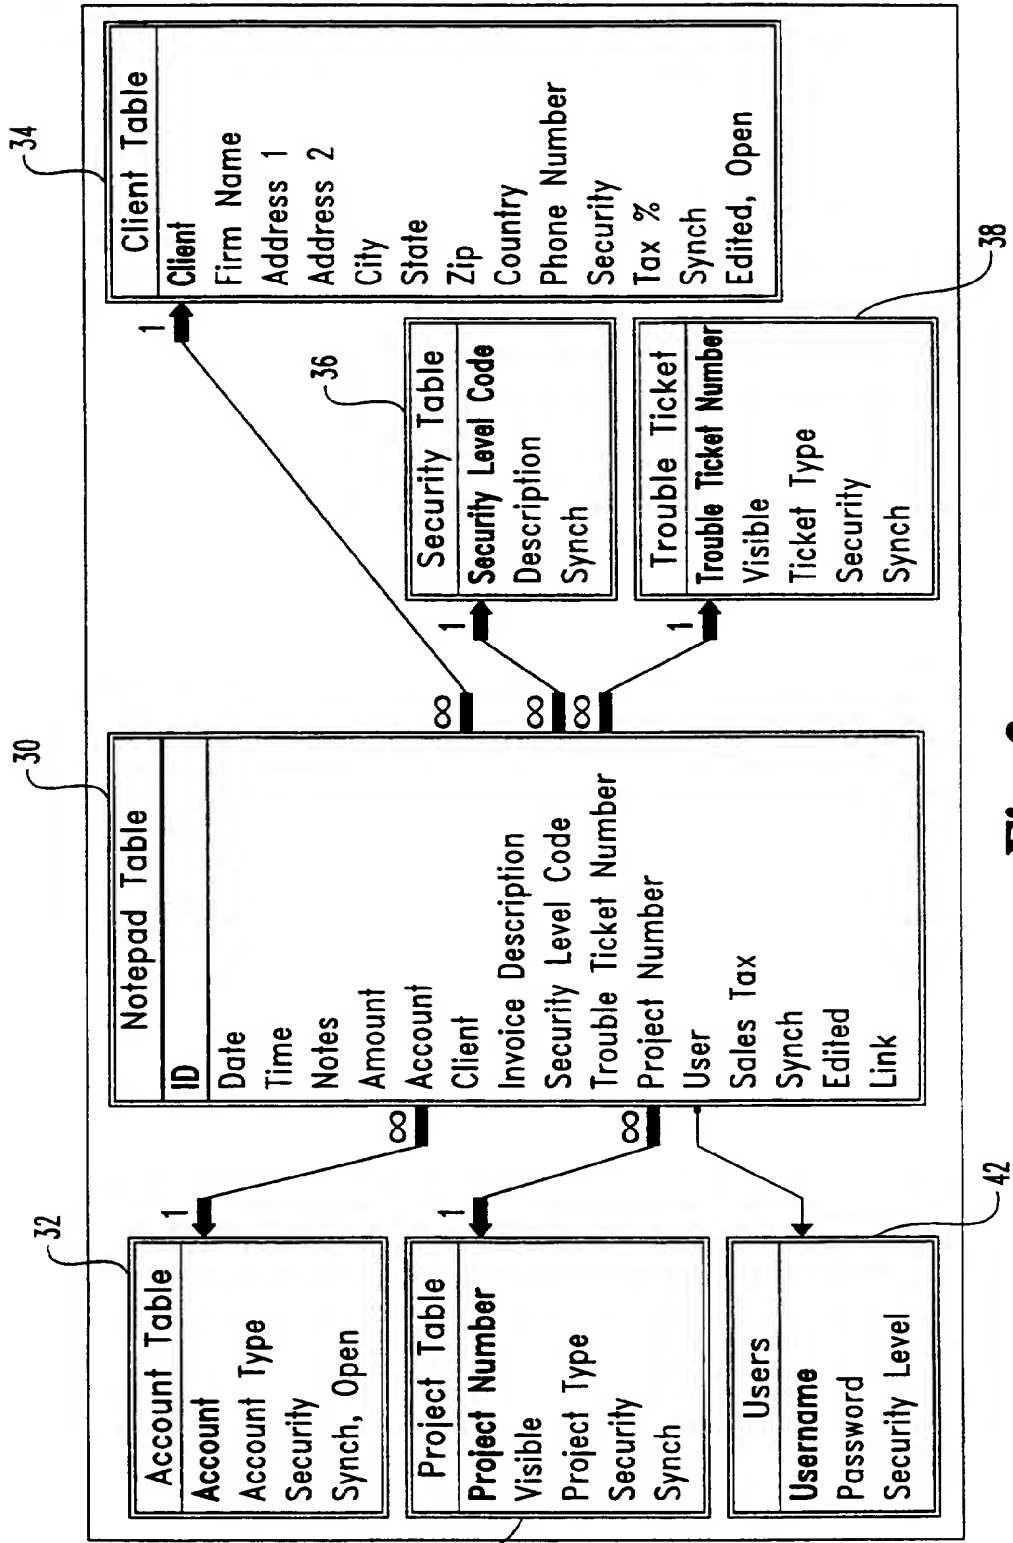 32
Account Table
Account
Account Type
Security
Synch, Open
Project Table
Project Number
Visible
Project Type
Security
Synch
42
Users
Username
Password
Security Level
1
∞
1
∞
30
Notepad Table
ID
Date
Time
Notes
Amount
Account
Client
Invoice Description
Security Level Code
Trouble Ticket Number
Project Number
User
Sales Tax
Synch
Edited
Link
∞
1
∞
1
∞
1
36
Security Table
Security Level Code
Description
Synch
38
Trouble Ticket
Trouble Ticket Number
Visible
Ticket Type
Security
Synch
34
Client Table
Client
Firm Name
Address 1
Address 2
City
State
Zip
Country
Phone Number
Security
Tax %
Synch
Edited, Open